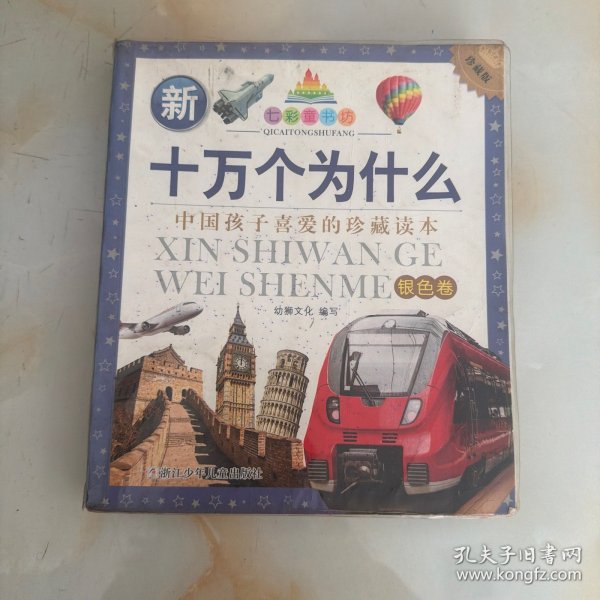 珍藏版
新
七彩童书坊
QICAITONGSHUFANG
十万个为什么
中国孩子喜爱的珍藏读本
XIN SHIWAN GE
WEI SHENME
银色卷
幼狮文化 编写
浙江少年儿童出版社
孔夫子旧书网
www.kongfz.com